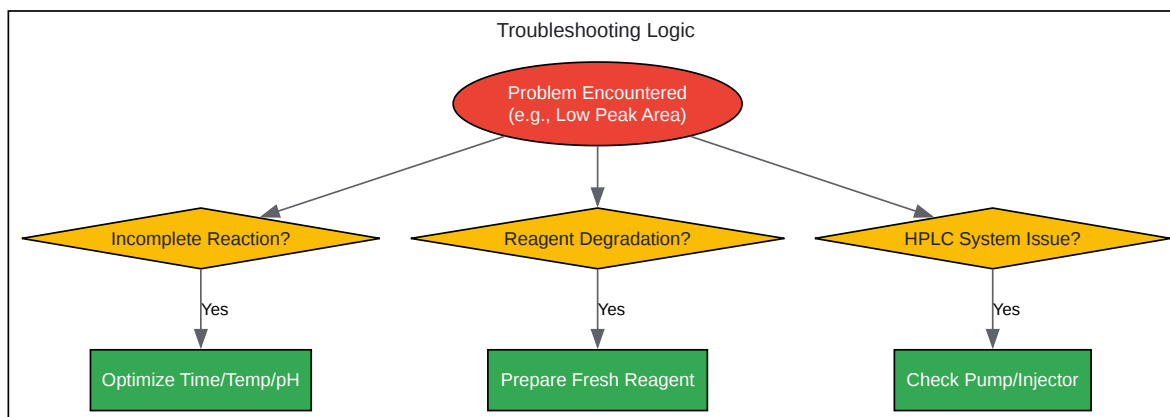 Troubleshooting Logic
Problem Encountered
(e.g., Low Peak Area)
Incomplete Reaction?
Reagent Degradation?
HPLC System Issue?
Yes
Yes
Yes
Optimize Time/Temp/pH
Prepare Fresh Reagent
Check Pump/Injector